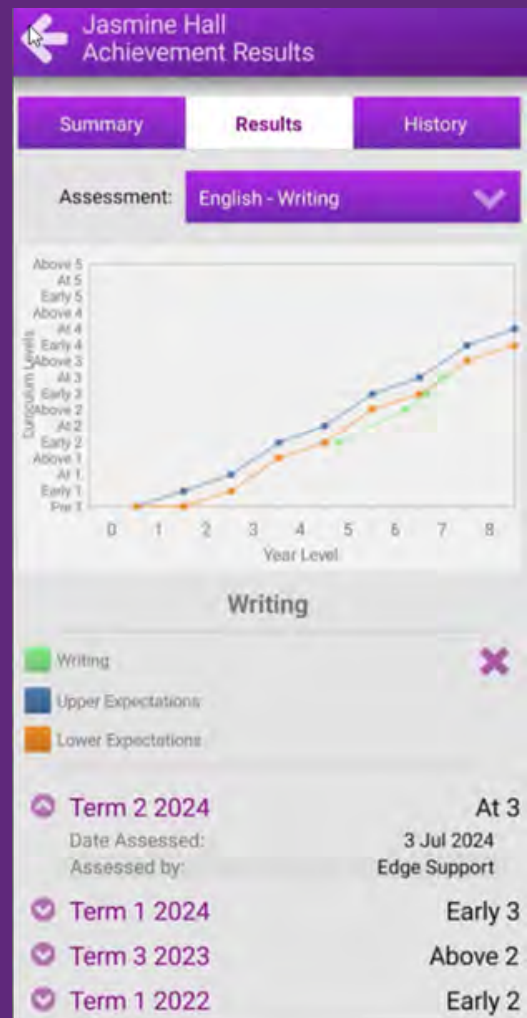 Jasmine Hall
Achievement Results
Summary Results History
Assessment: English - Writing
Above 5
At 5
Early 5
Above 4
At 4
Early 4
Above 3
At 3
Early 3
Above 2
At 2
Early 2
Above 1
At 1
Early 1
Pre 1
Curriculum Levels
0 1 2 3 4 5 6 7 8
Year Level
Writing
Writing
Upper Expectations
Lower Expectations
Term 2 2024 At 3
Date Assessed: 3 Jul 2024
Assessed by: Edge Support
Term 1 2024 Early 3
Term 3 2023 Above 2
Term 1 2022 Early 2